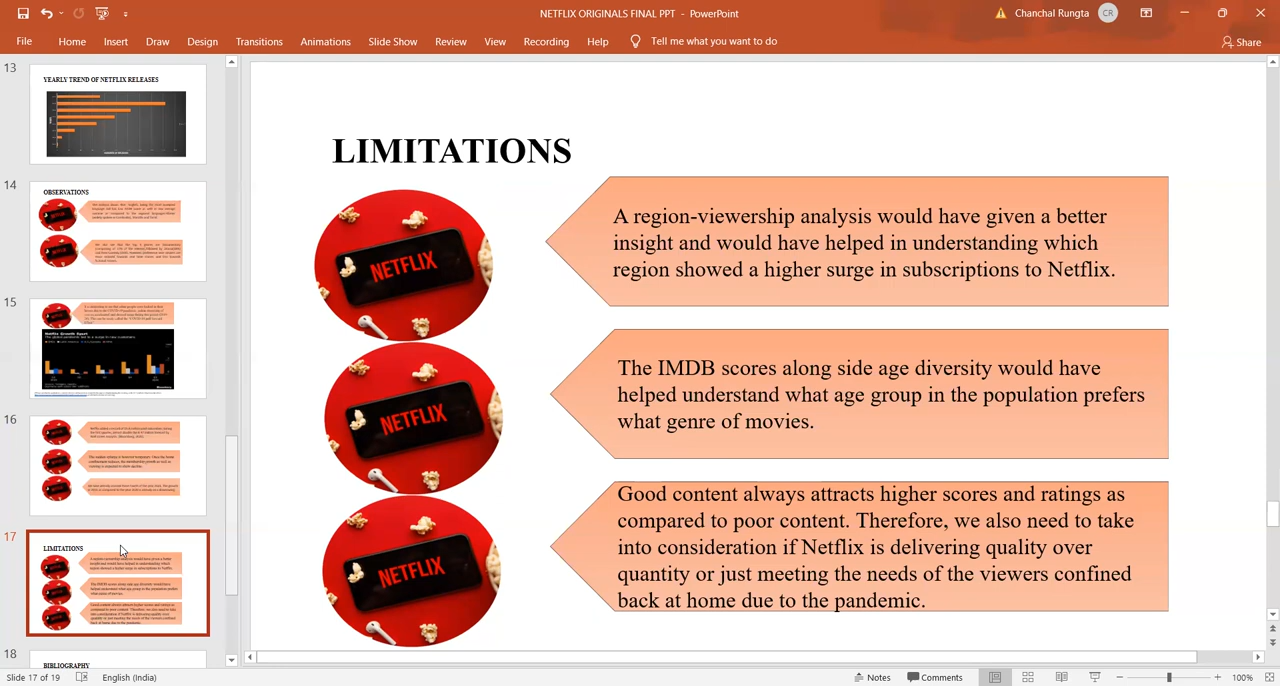 NETFLIX ORIGINALS FINAL PPT - PowerPoint
Chanchal Rungta
CR
File
Home
Insert
Draw
Design
Transitions
Animations
Slide Show
Review
View
Recording
Help
Tell me what you want to do
Share
13
YEARLY TREND OF NETFLIX RELEASES
14
OBSERVATIONS
15
16
17
LIMITATIONS
18
BIBLIOGRAPHY
LIMITATIONS
NETFLIX
A region-viewership analysis would have given a better
insight and would have helped in understanding which
region showed a higher surge in subscriptions to Netflix.
NETFLIX
The IMDB scores along side age diversity would have
helped understand what age group in the population prefers
what genre of movies.
NETFLIX
Good content always attracts higher scores and ratings as
compared to poor content. Therefore, we also need to take
into consideration if Netflix is delivering quality over
quantity or just meeting the needs of the viewers confined
back at home due to the pandemic.
Slide 17 of 19
English (India)
Notes
Comments
100%